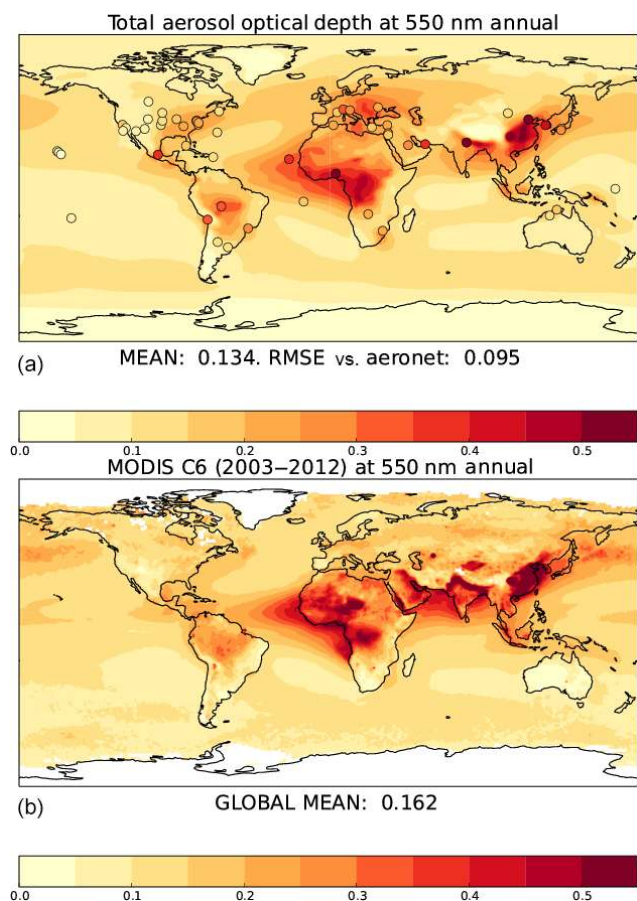 Total aerosol optical depth at 550 nm annual
(a)
MEAN: 0.134. RMSE vs. aeronet: 0.095
0.0 0.1 0.2 0.3 0.4 0.5
MODIS C6 (2003−2012) at 550 nm annual
(b)
GLOBAL MEAN: 0.162
0.0 0.1 0.2 0.3 0.4 0.5